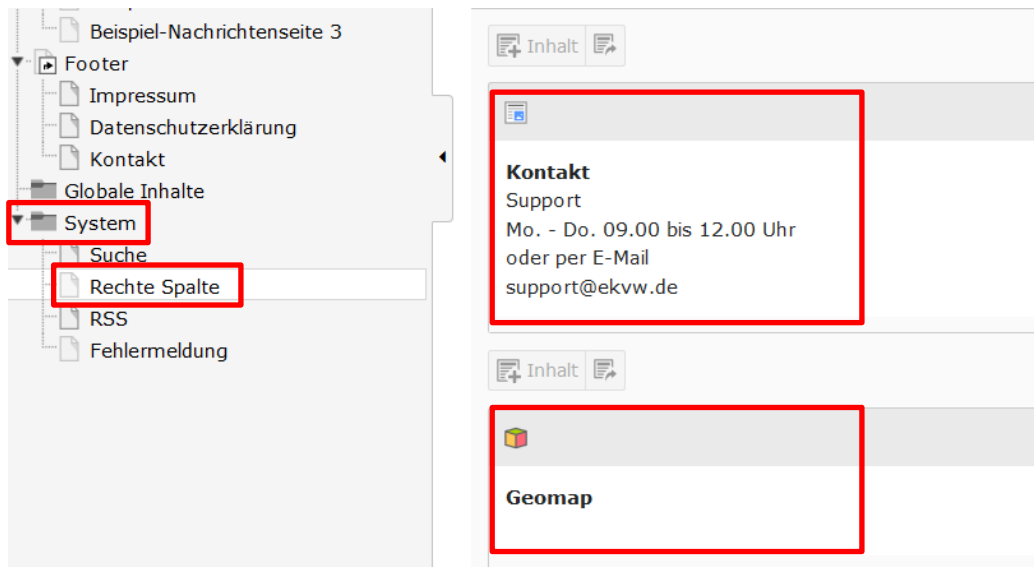 Beispiel-Nachrichtenseite 3
Footer
Impressum
Datenschutzerklärung
Kontakt
Globale Inhalte
System
Suche
Rechte Spalte
RSS
Fehlermeldung
Inhalt
Kontakt
Support
Mo. - Do. 09.00 bis 12.00 Uhr
oder per E-Mail
support@ekvw.de
Inhalt
Geomap